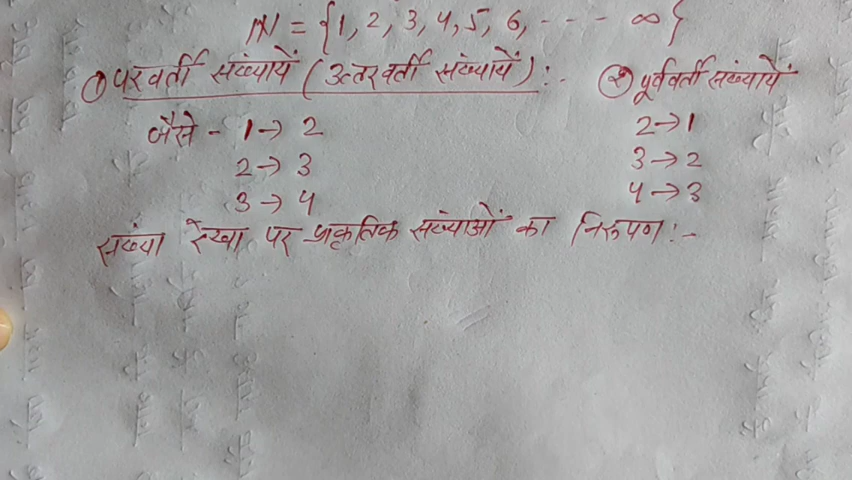 N = {1, 2, 3, 4, 5, 6, - - - - ∞}
① परवर्ती संख्यायें (उत्तरवर्ती संख्यायें) :-
② पूर्ववर्ती संख्यायें
जैसे - 1 → 2
2 → 3
3 → 4
2 → 1
3 → 2
4 → 3
संख्या रेखा पर प्राकृतिक संख्याओं का निरुपण :-